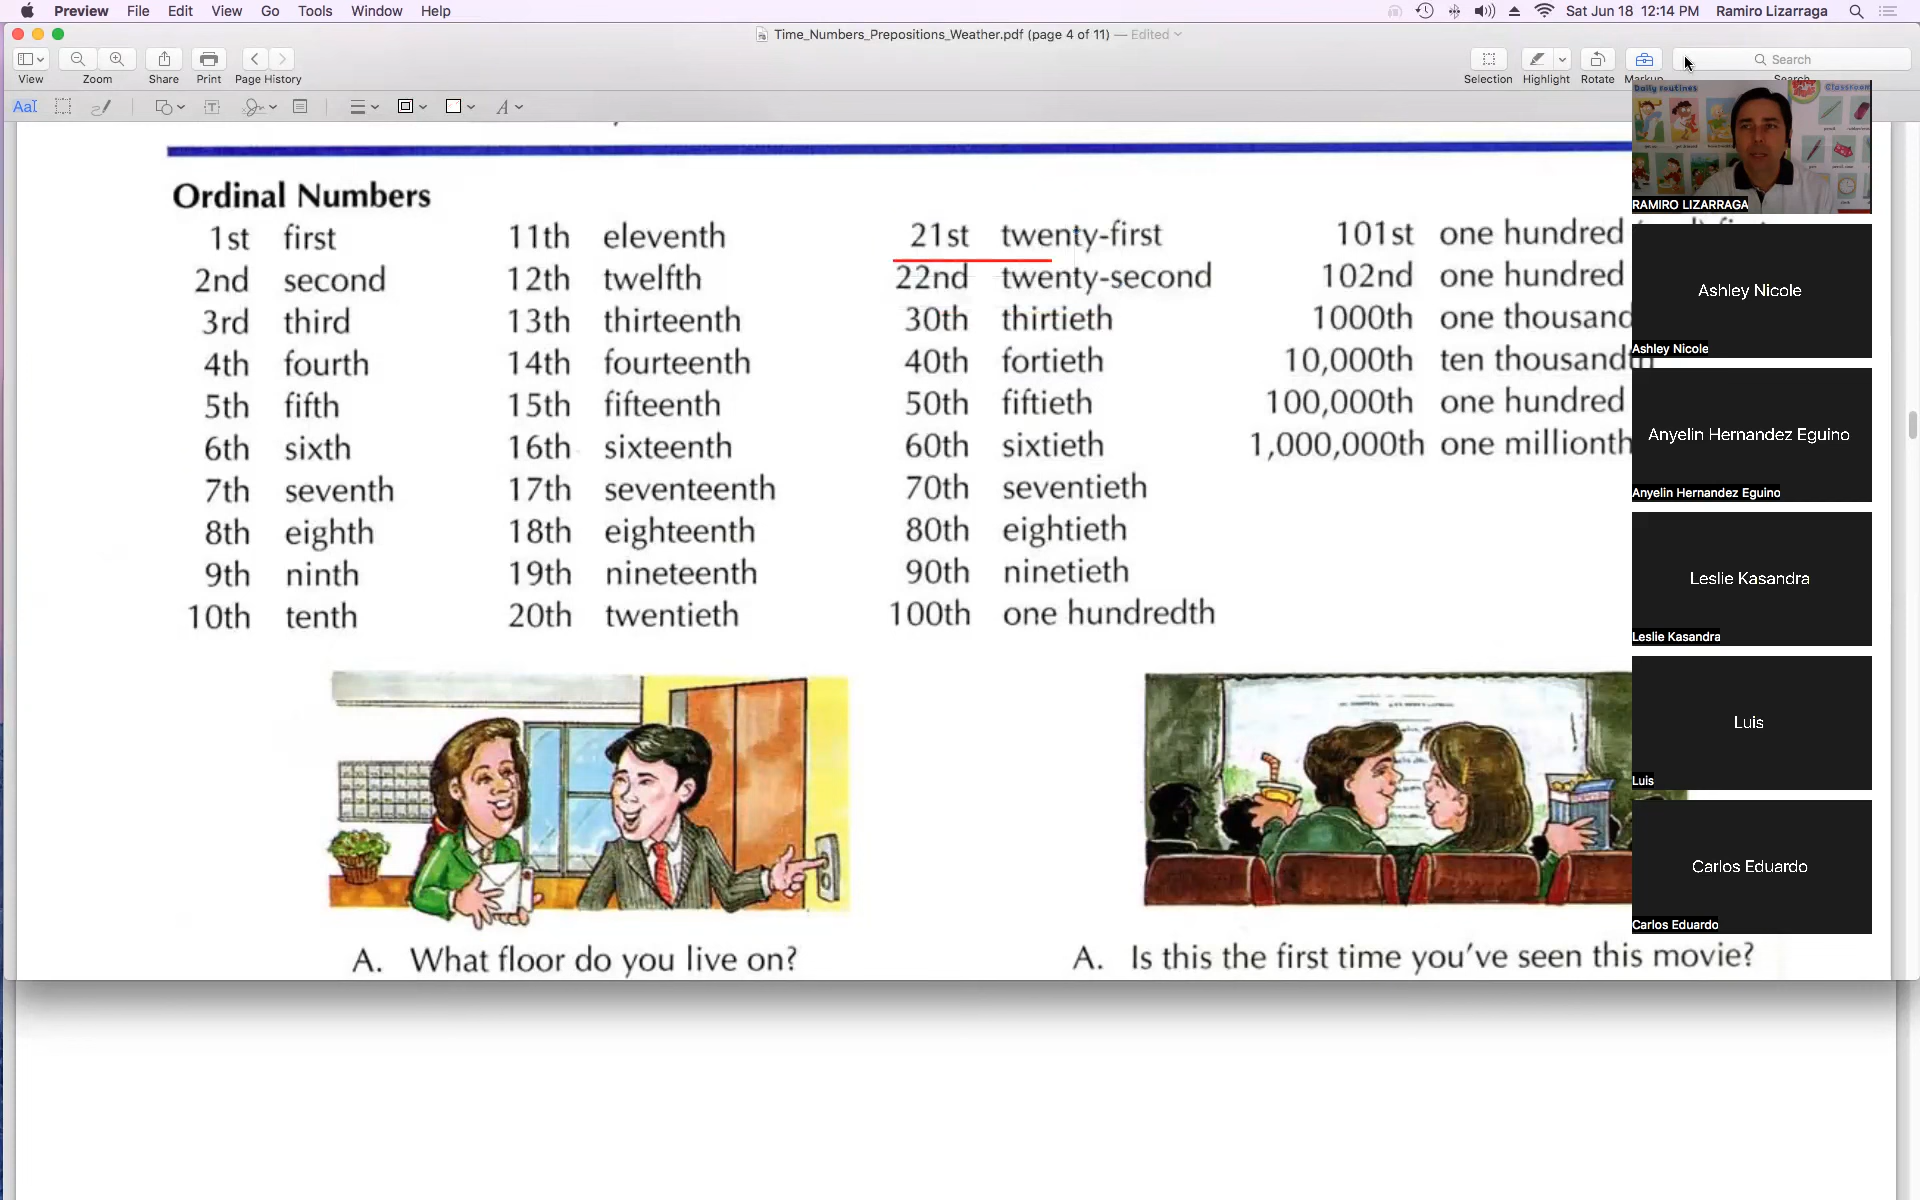 Preview File Edit View Go Tools Window Help Sat Jun 18 12:14 PM Ramiro Lizarraga
Time_Numbers_Prepositions_Weather.pdf (page 4 of 11) — Edited
View Zoom Share Print Page History Selection Highlight Rotate Markup Search
Search
AaI
Daily routines Classroom
RAMIRO LIZARRAGA
Ordinal Numbers
1st first 11th eleventh 21st twenty-first 101st one hundred
2nd second 12th twelfth 22nd twenty-second 102nd one hundred
3rd third 13th thirteenth 30th thirtieth 1000th one thousand
4th fourth 14th fourteenth 40th fortieth 10,000th ten thousandth
5th fifth 15th fifteenth 50th fiftieth 100,000th one hundred
6th sixth 16th sixteenth 60th sixtieth 1,000,000th one millionth
7th seventh 17th seventeenth 70th seventieth
8th eighth 18th eighteenth 80th eightieth
9th ninth 19th nineteenth 90th ninetieth
10th tenth 20th twentieth 100th one hundredth
A. What floor do you live on?
A. Is this the first time you've seen this movie?
Ashley Nicole
Ashley Nicole
Anyelin Hernandez Eguino
Anyelin Hernandez Eguino
Leslie Kasandra
Leslie Kasandra
Luis
Luis
Carlos Eduardo
Carlos Eduardo